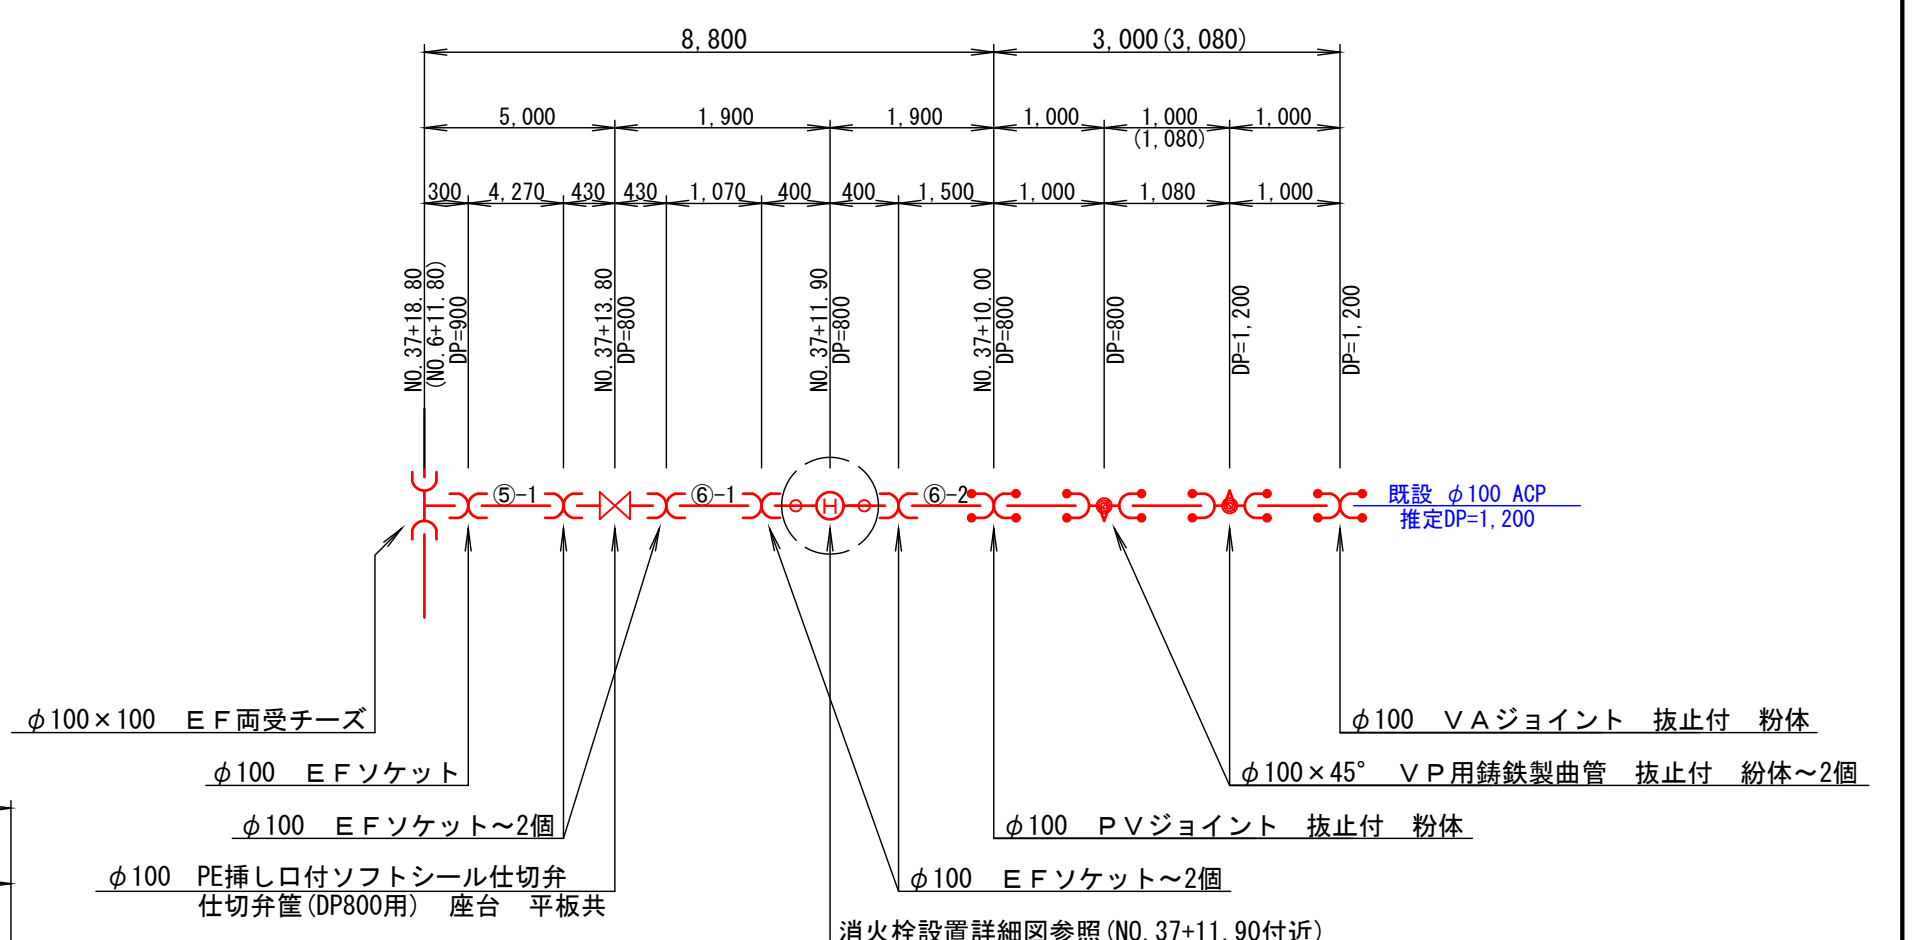 8,800
3,000(3,080)
5,000
1,900
1,900
1,000
1,000
(1,080)
1,000
300
4,270
430
430
1,070
400
400
1,500
1,000
1,080
1,000
NO.37+18.80
(NO.6+11.80)
DP=900
NO.37+13.80
DP=800
NO.37+11.90
DP=800
NO.37+10.00
DP=800
DP=800
DP=1,200
DP=1,200
⑤-1
⑥-1
H
⑥-2
既設 φ100 ACP
推定DP=1,200
φ100×100 ＥＦ両受チーズ
φ100 ＶＡジョイント 抜止付 粉体
φ100 ＥＦソケット
φ100×45° ＶＰ用鋳鉄製曲管 抜止付 紛体～2個
φ100 ＥＦソケット～2個
φ100 ＰＶジョイント 抜止付 粉体
φ100 PE挿し口付ソフトシール仕切弁
仕切弁筐(DP800用) 座台 平板共
φ100 ＥＦソケット～2個
消火栓設置詳細図参照(NO.37+11.90付近)